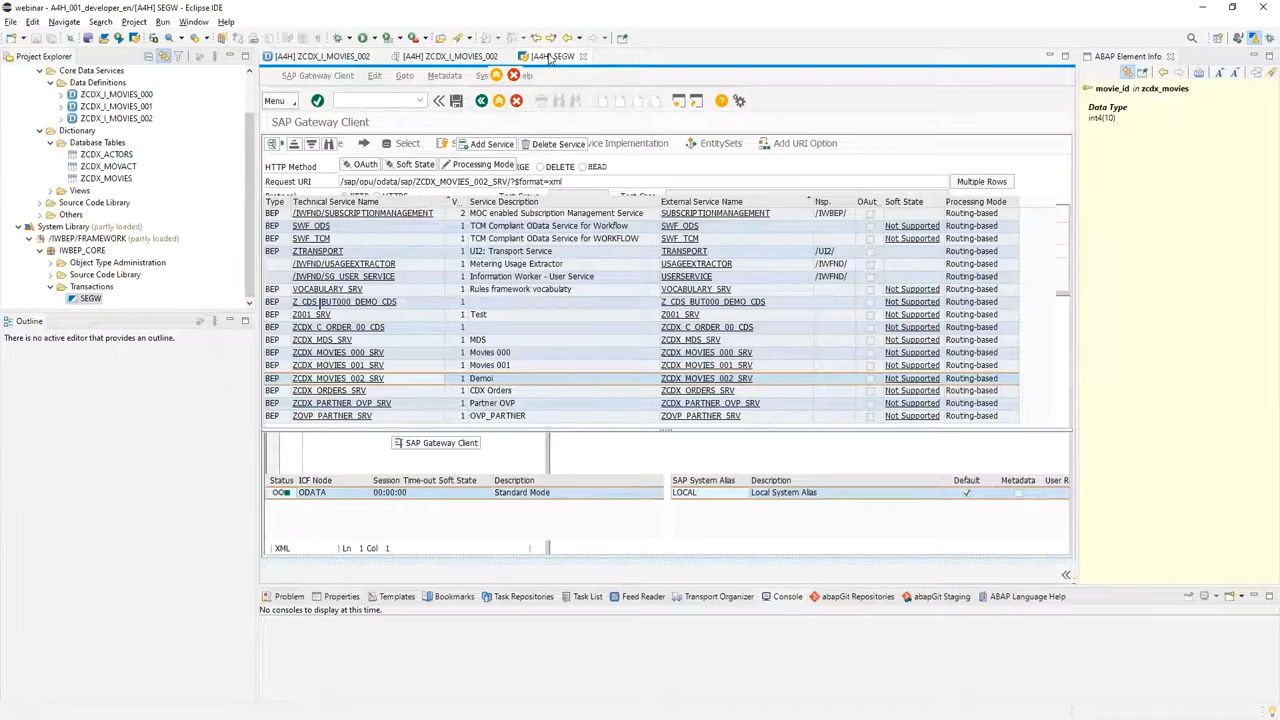 webinar - A4H_001_developer_en/[A4H] SEGW - Eclipse IDE
File Edit Navigate Search Project Run Window Help
Project Explorer
Core Data Services
Data Definitions
ZCDX_I_MOVIES_000
ZCDX_I_MOVIES_001
ZCDX_I_MOVIES_002
Dictionary
Database Tables
ZCDX_ACTORS
ZCDX_MOVACT
ZCDX_MOVIES
Views
Source Code Library
Others
System Library (partly loaded)
/IWBEP/FRAMEWORK (partly loaded)
IWBEP_CORE
Object Type Administration
Source Code Library
Transactions
SEGW
Outline
There is no active editor that provides an outline.
[A4H] ZCDX_I_MOVIES_002 [A4H] ZCDX_I_MOVIES_002 [A4H] SEGW
SAP Gateway Client Edit Goto Metadata Sys elp
Menu
SAP Gateway Client
e Select S Add Service Delete Service Implementation EntitySets Add URI Option
HTTP Method OAuth Soft State Processing Mode RGE DELETE HEAD
Request URI /sap/opu/odata/sap/ZCDX_MOVIES_002_SRV/?$format=xml Multiple Rows
Type Technical Service Name V... Service Description External Service Name Nsp. OAut Soft State Processing Mode
BEP /IWFND/SUBSCRIPTIONMANAGEMENT 2 MOC enabled Subscription Management Service SUBSCRIPTIONMANAGEMENT /IWBEP/ Routing-based
BEP SWF_ODS 1 TCM Compliant OData Service for Workflow SWF_ODS Not Supported Routing-based
BEP SWF_TCM 1 TCM Compliant OData Service for WORKFLOW SWF_TCM Not Supported Routing-based
BEP ZTRANSPORT 1 UI2: Transport Service TRANSPORT /UI2/ Routing-based
/IWFND/USAGEEXTRACTOR 1 Metering Usage Extractor USAGEEXTRACTOR /IWFND/ Routing-based
/IWFND/SG_USER_SERVICE 1 Information Worker - User Service USERSERVICE /IWFND/ Routing-based
BEP VOCABULARY_SRV 1 Rules framework vocabulaty VOCABULARY_SRV Not Supported Routing-based
BEP Z_CDS_BUT000_DEMO_CDS 1 Z_CDS_BUT000_DEMO_CDS Not Supported Routing-based
BEP Z001_SRV 1 Test Z001_SRV Not Supported Routing-based
BEP ZCDX_C_ORDER_00_CDS 1 ZCDX_C_ORDER_00_CDS Not Supported Routing-based
BEP ZCDX_MDS_SRV 1 MDS ZCDX_MDS_SRV Not Supported Routing-based
BEP ZCDX_MOVIES_000_SRV 1 Movies 000 ZCDX_MOVIES_000_SRV Not Supported Routing-based
BEP ZCDX_MOVIES_001_SRV 1 Movies 001 ZCDX_MOVIES_001_SRV Not Supported Routing-based
BEP ZCDX_MOVIES_002_SRV 1 Demoi ZCDX_MOVIES_002_SRV Not Supported Routing-based
BEP ZCDX_ORDERS_SRV 1 CDX Orders ZCDX_ORDERS_SRV Not Supported Routing-based
BEP ZCDX_PARTNER_OVP_SRV 1 Partner OVP ZCDX_PARTNER_OVP_SRV Not Supported Routing-based
BEP ZOVP_PARTNER_SRV 1 OVP_PARTNER ZOVP_PARTNER_SRV Not Supported Routing-based
SAP Gateway Client
Status ICF Node Session Time-out Soft State Description SAP System Alias Description Default Metadata User R
ODATA 00:00:00 Standard Mode LOCAL Local System Alias
XML Ln 1 Col 1
Problem Properties Templates Bookmarks Task Repositories Task List Feed Reader Transport Organizer Console abapGit Repositories abapGit Staging ABAP Language Help
No consoles to display at this time.
ABAP Element Info
movie_id in zcdx_movies
Data Type
int4(10)